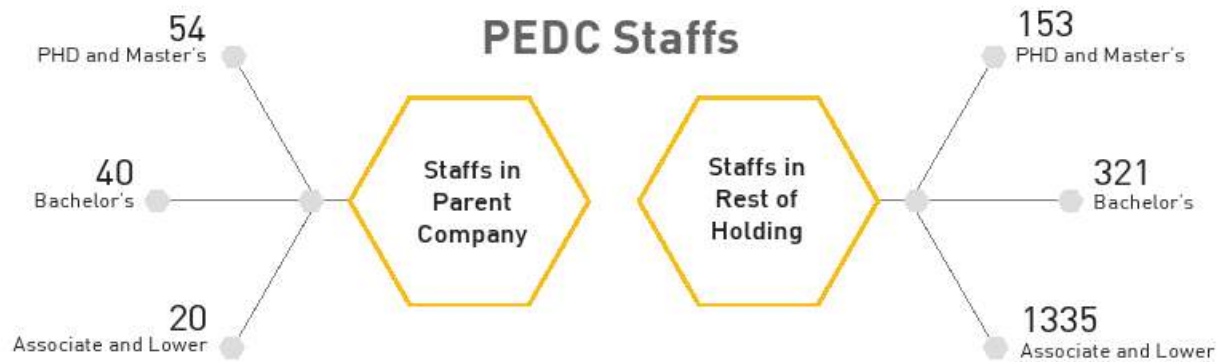 PEDC Staffs
54
PHD and Master's
40
Bachelor's
20
Associate and Lower
Staffs in
Parent
Company
Staffs in
Rest of
Holding
153
PHD and Master's
321
Bachelor's
1335
Associate and Lower